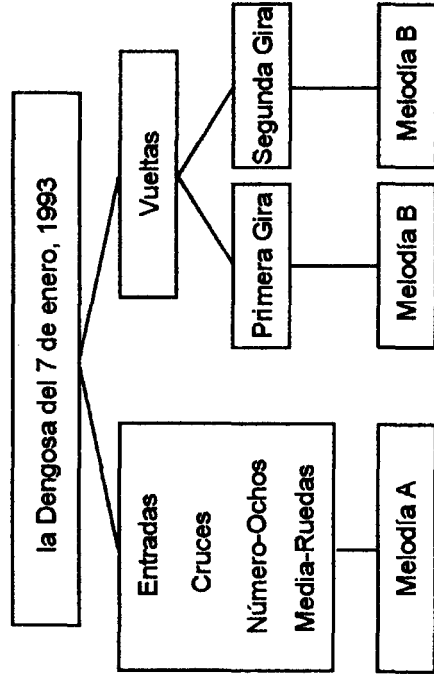 la Dengosa del 7 de enero, 1993
Entradas
Cruces
Número-Ochos
Media-Ruedas
Melodía A
Vueltas
Primera Gira
Segunda Gira
Melodía B
Melodía B